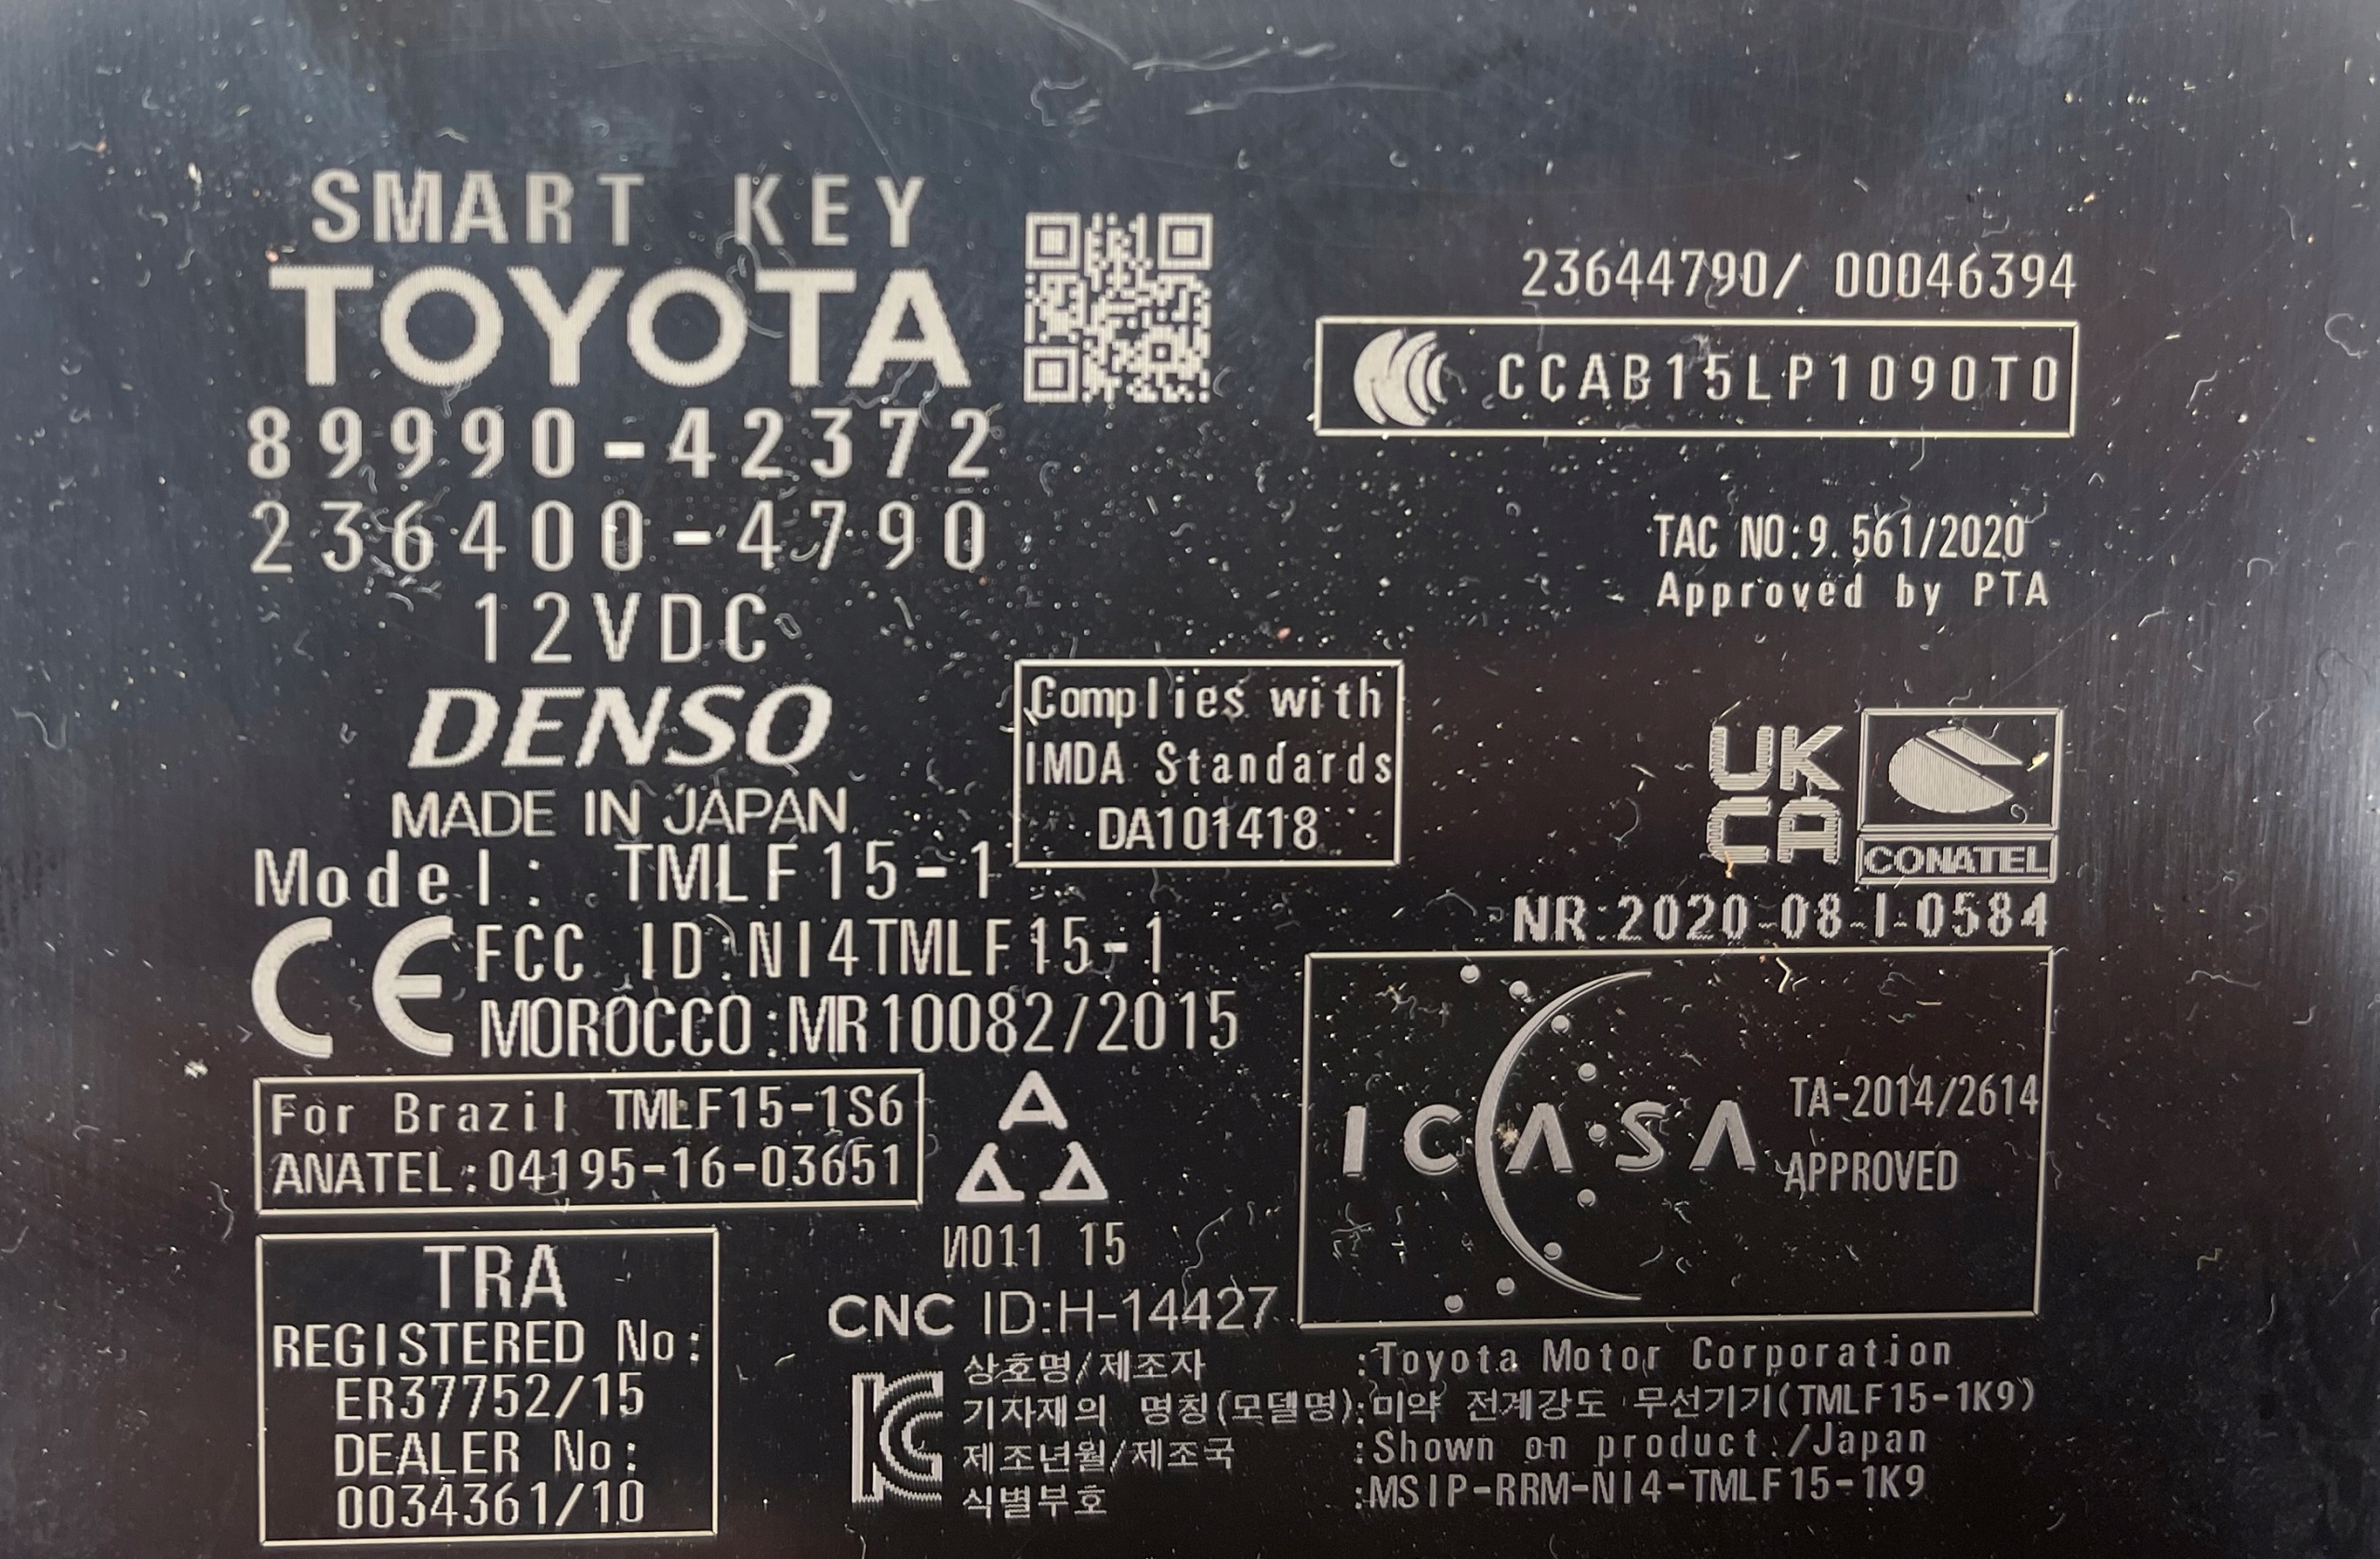 SMART KEY
TOYOTA
89990-42372
236400-4790
12VDC
DENSO
MADE IN JAPAN
Model: TMLF15-1
CE
FCC ID:NI4TMLF15-1
MOROCCO:MR10082/2015
For Brazil TMLF15-1S6
ANATEL:04195-16-03651
TRA
REGISTERED No:
ER37752/15
DEALER No:
0034361/10
23644790/ 00046394
CCAB15LP1090T0
TAC NO:9.561/2020
Approved by PTA
Complies with
IMDA Standards
DA101418
UK
CA
CONATEL
NR:2020-08-I-0584
ICASA
TA-2014/2614
APPROVED
И011 15
CNC ID:H-14427
상호명/제조자 :Toyota Motor Corporation
기자재의 명칭(모델명):미약 전계강도 무선기기(TMLF15-1K9)
제조년월/제조국 :Shown on product./Japan
식별부호 :MSIP-RRM-NI4-TMLF15-1K9